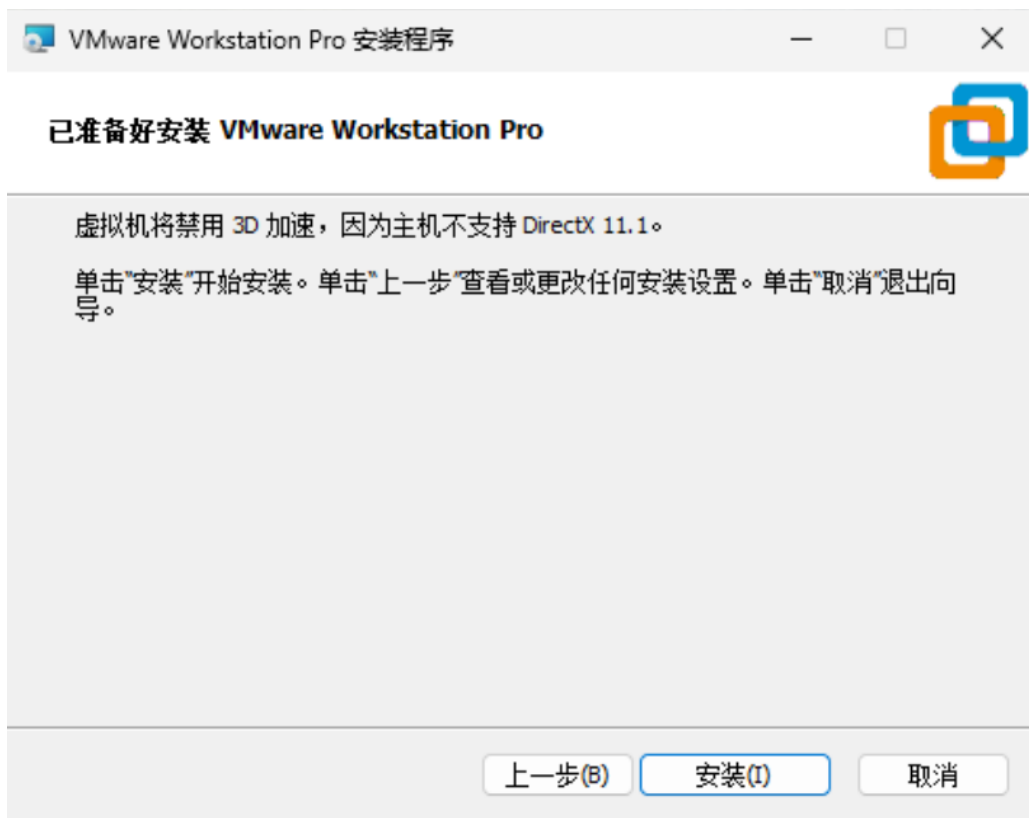 VMware Workstation Pro 安装程序
已准备好安装 VMware Workstation Pro
虚拟机将禁用 3D 加速，因为主机不支持 DirectX 11.1。
单击"安装"开始安装。单击"上一步"查看或更改任何安装设置。单击"取消"退出向
导。
上一步(B) 安装(I) 取消